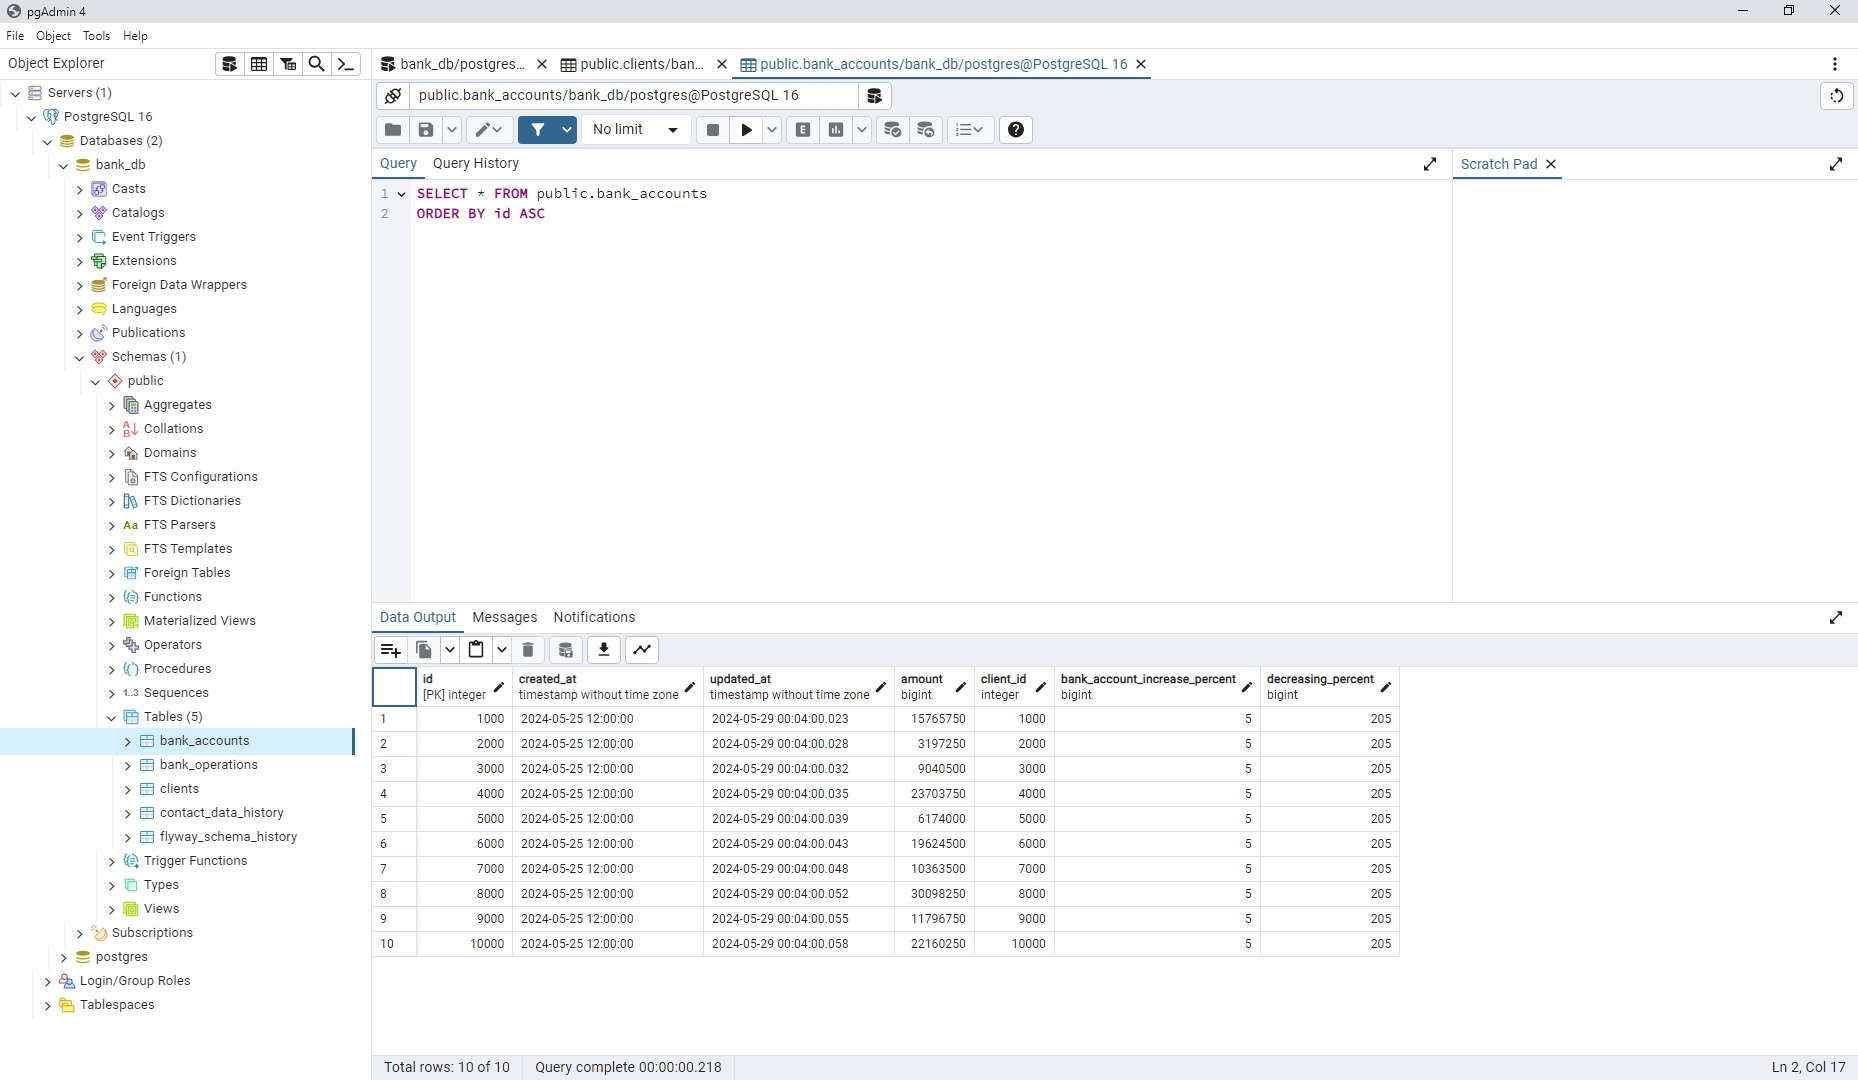 pgAdmin 4
File Object Tools Help
Object Explorer
Servers (1)
PostgreSQL 16
Databases (2)
bank_db
Casts
Catalogs
Event Triggers
Extensions
Foreign Data Wrappers
Languages
Publications
Schemas (1)
public
Aggregates
Collations
Domains
FTS Configurations
FTS Dictionaries
Aa FTS Parsers
FTS Templates
Foreign Tables
Functions
Materialized Views
Operators
Procedures
1..3 Sequences
Tables (5)
bank_accounts
bank_operations
clients
contact_data_history
flyway_schema_history
Trigger Functions
Types
Views
Subscriptions
postgres
Login/Group Roles
Tablespaces
bank_db/postgres... public.clients/ban... public.bank_accounts/bank_db/postgres@PostgreSQL 16
public.bank_accounts/bank_db/postgres@PostgreSQL 16
No limit E
Query Query History
Scratch Pad
1 SELECT * FROM public.bank_accounts
2 ORDER BY id ASC
Data Output Messages Notifications
id created_at updated_at amount client_id bank_account_increase_percent decreasing_percent
[PK] integer timestamp without time zone timestamp without time zone bigint integer bigint bigint
1 1000 2024-05-25 12:00:00 2024-05-29 00:04:00.023 15765750 1000 5 205
2 2000 2024-05-25 12:00:00 2024-05-29 00:04:00.028 3197250 2000 5 205
3 3000 2024-05-25 12:00:00 2024-05-29 00:04:00.032 9040500 3000 5 205
4 4000 2024-05-25 12:00:00 2024-05-29 00:04:00.035 23703750 4000 5 205
5 5000 2024-05-25 12:00:00 2024-05-29 00:04:00.039 6174000 5000 5 205
6 6000 2024-05-25 12:00:00 2024-05-29 00:04:00.043 19624500 6000 5 205
7 7000 2024-05-25 12:00:00 2024-05-29 00:04:00.048 10363500 7000 5 205
8 8000 2024-05-25 12:00:00 2024-05-29 00:04:00.052 30098250 8000 5 205
9 9000 2024-05-25 12:00:00 2024-05-29 00:04:00.055 11796750 9000 5 205
10 10000 2024-05-25 12:00:00 2024-05-29 00:04:00.058 22160250 10000 5 205
Total rows: 10 of 10 Query complete 00:00:00.218 Ln 2, Col 17